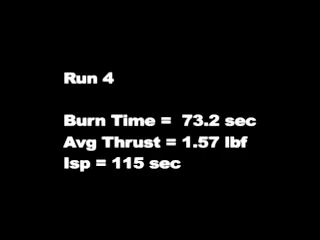 Run 4
Burn Time =  73.2 sec
Avg Thrust = 1.57 lbf
Isp = 115 sec